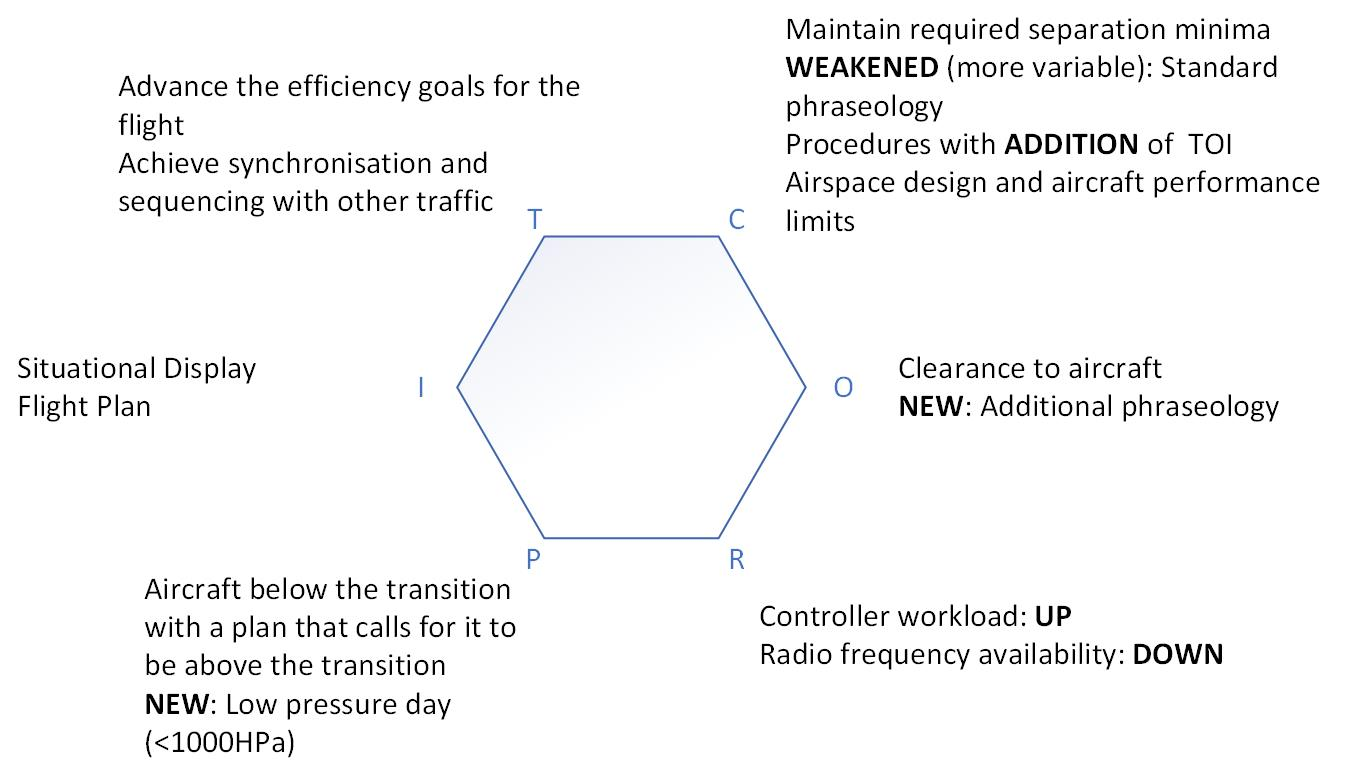 Maintain required separation minima
WEAKENED (more variable): Standard
phraseology
Procedures with ADDITION of TOI
Airspace design and aircraft performance
limits
Advance the efficiency goals for the
flight
Achieve synchronisation and
sequencing with other traffic
T
C
Situational Display
Flight Plan
I
O
Clearance to aircraft
NEW: Additional phraseology
P
R
Aircraft below the transition
with a plan that calls for it to
be above the transition
NEW: Low pressure day
(<1000HPa)
Controller workload: UP
Radio frequency availability: DOWN